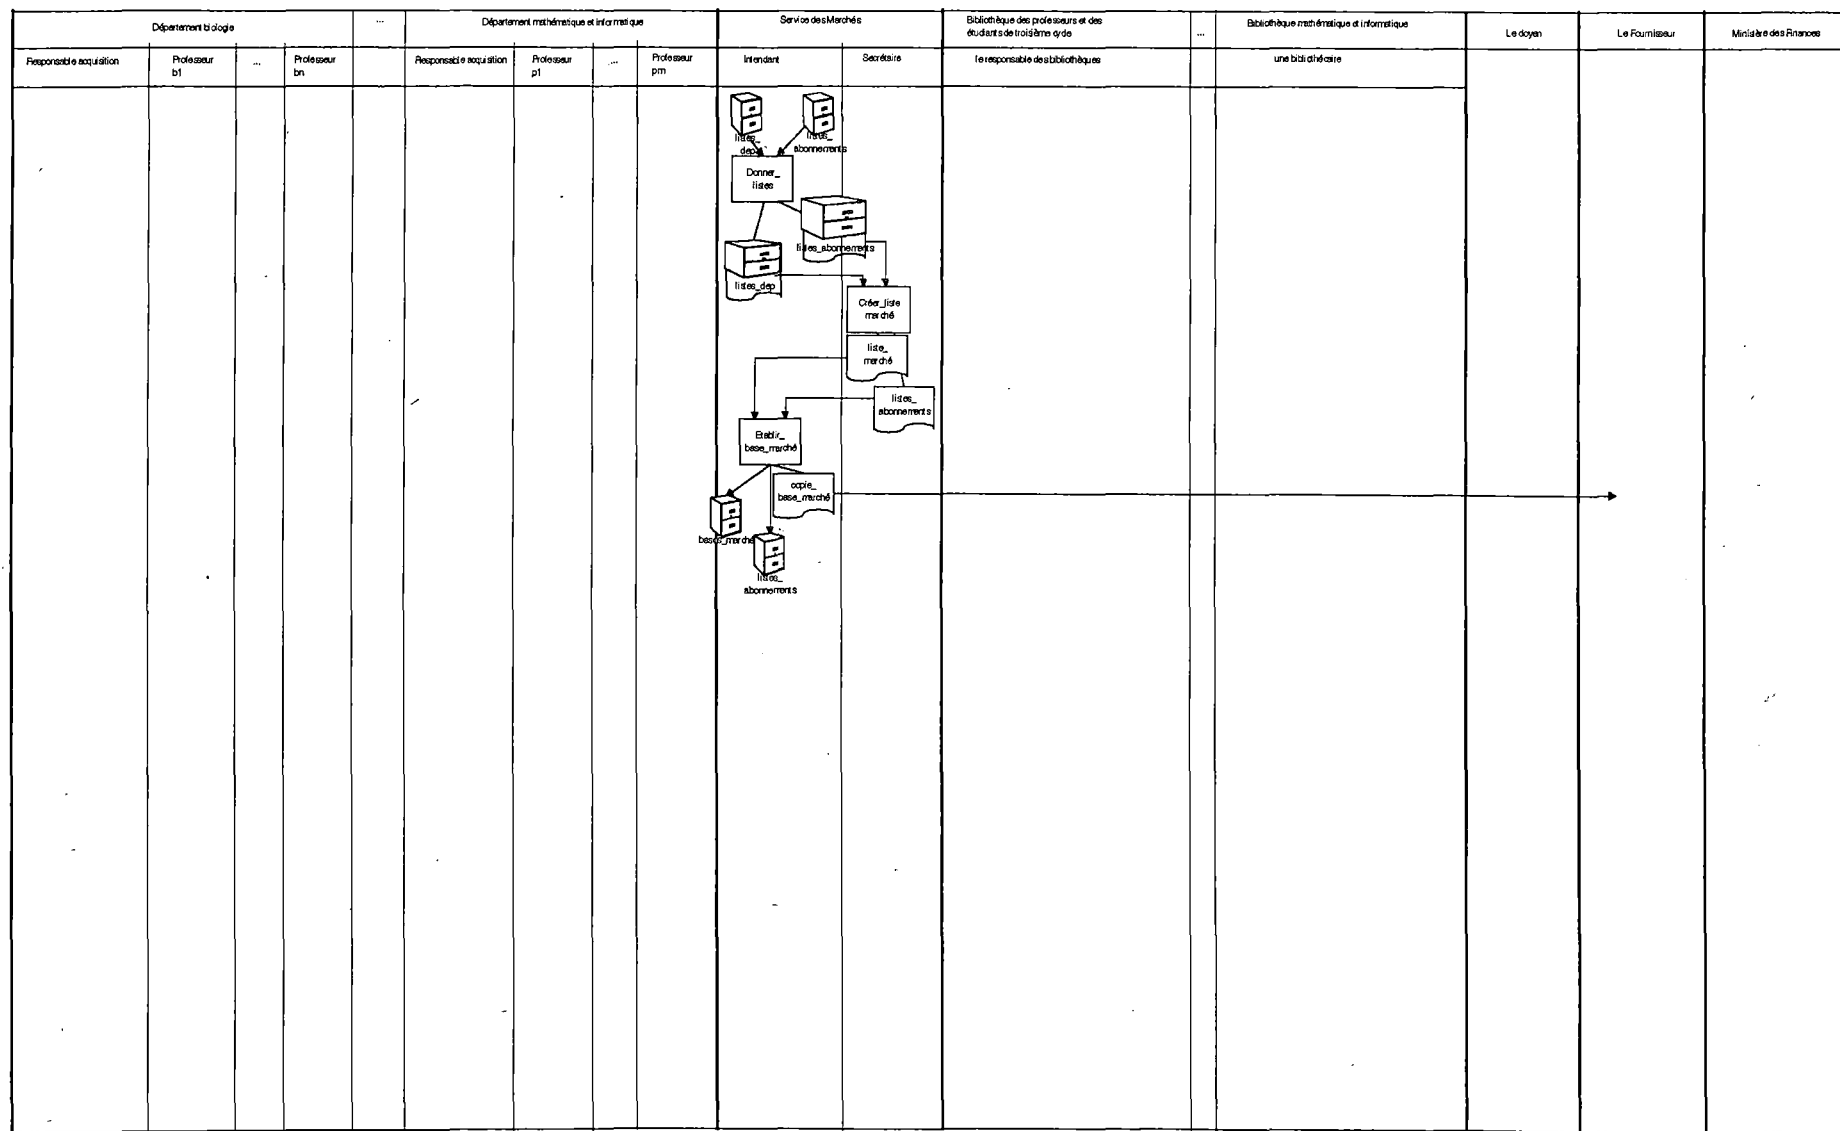 Département biologie
...
Département mathématique et informatique
Service des Marchés
Bibliothèque des professeurs et des
étudiants de troisième cycle
...
Bibliothèque mathématique et informatique
Le doyen
Le Fournisseur
Ministère des Finances
Responsable acquisition
Professeur
b1
...
Professeur
bn
Responsable acquisition
Professeur
p1
...
Professeur
pm
Intendant
Secrétaire
le responsable des bibliothèques
une bibliothécaire
listes_
dep
listes_
abonnements
Donner_
listes
listes_abonnements
listes_dep
Créer_liste
marché
liste_
marché
listes_
abonnements
Etablir_
base_marché
copie_
base_marché
bases_marché
listes_
abonnements